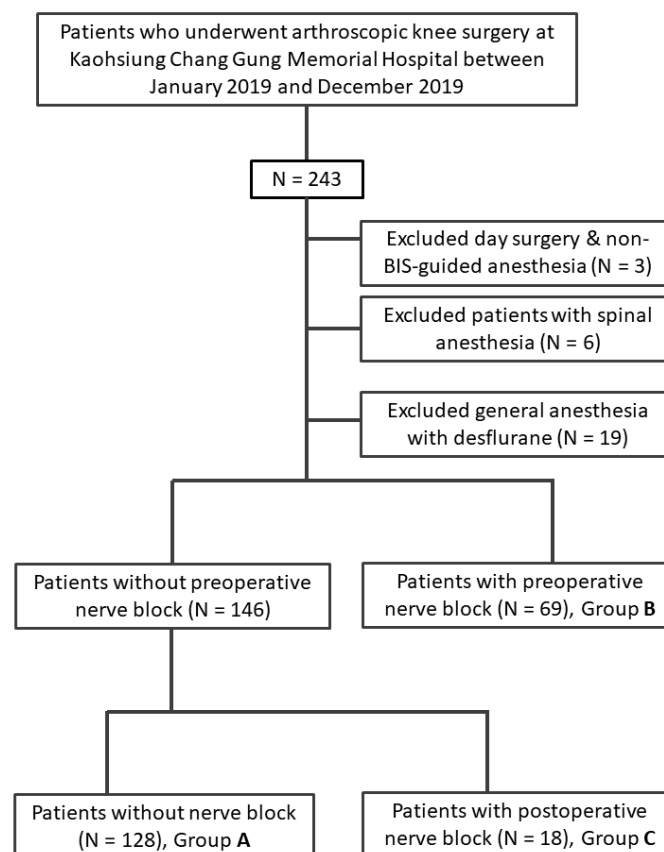 Patients who underwent arthroscopic knee surgery at
Kaohsiung Chang Gung Memorial Hospital between
January 2019 and December 2019
N = 243
Excluded day surgery & non-
BIS-guided anesthesia (N = 3)
Excluded patients with spinal
anesthesia (N = 6)
Excluded general anesthesia
with desflurane (N = 19)
Patients without preoperative
nerve block (N = 146)
Patients with preoperative
nerve block (N = 69), Group B
Patients without nerve block
(N = 128), Group A
Patients with postoperative
nerve block (N = 18), Group C